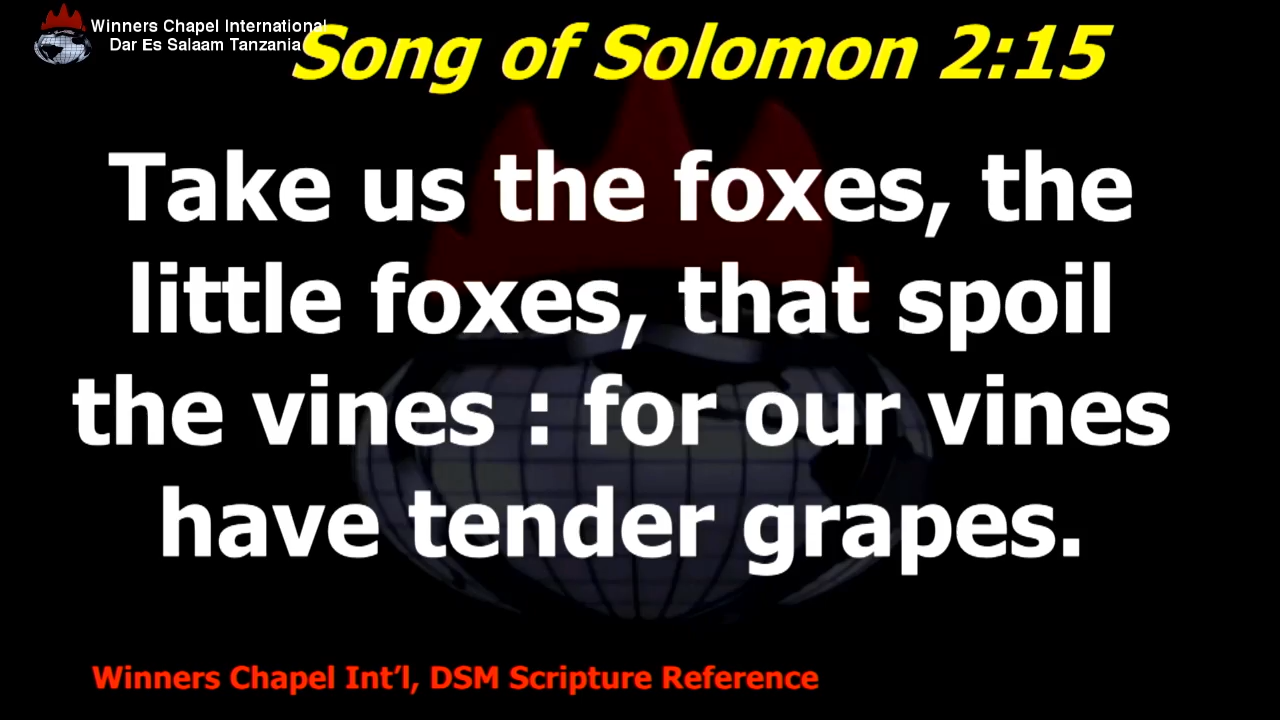 Winners Chapel International
Dar Es Salaam Tanzania
Song of Solomon 2:15
Take us the foxes, the
little foxes, that spoil
the vines : for our vines
have tender grapes.
Winners Chapel Int’l, DSM Scripture Reference